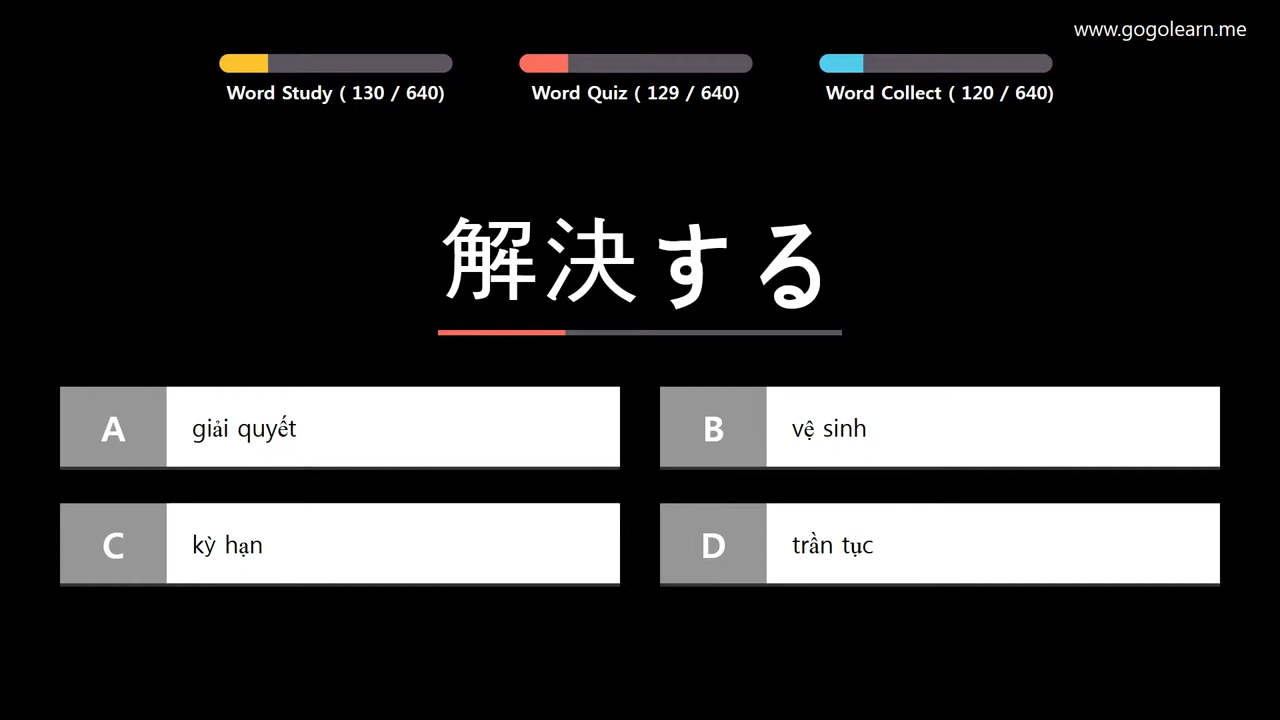 www.gogolearn.me
Word Study ( 130 / 640)
Word Quiz ( 129 / 640)
Word Collect ( 120 / 640)
解決する
A giải quyết
B vệ sinh
C kỳ hạn
D trần tục